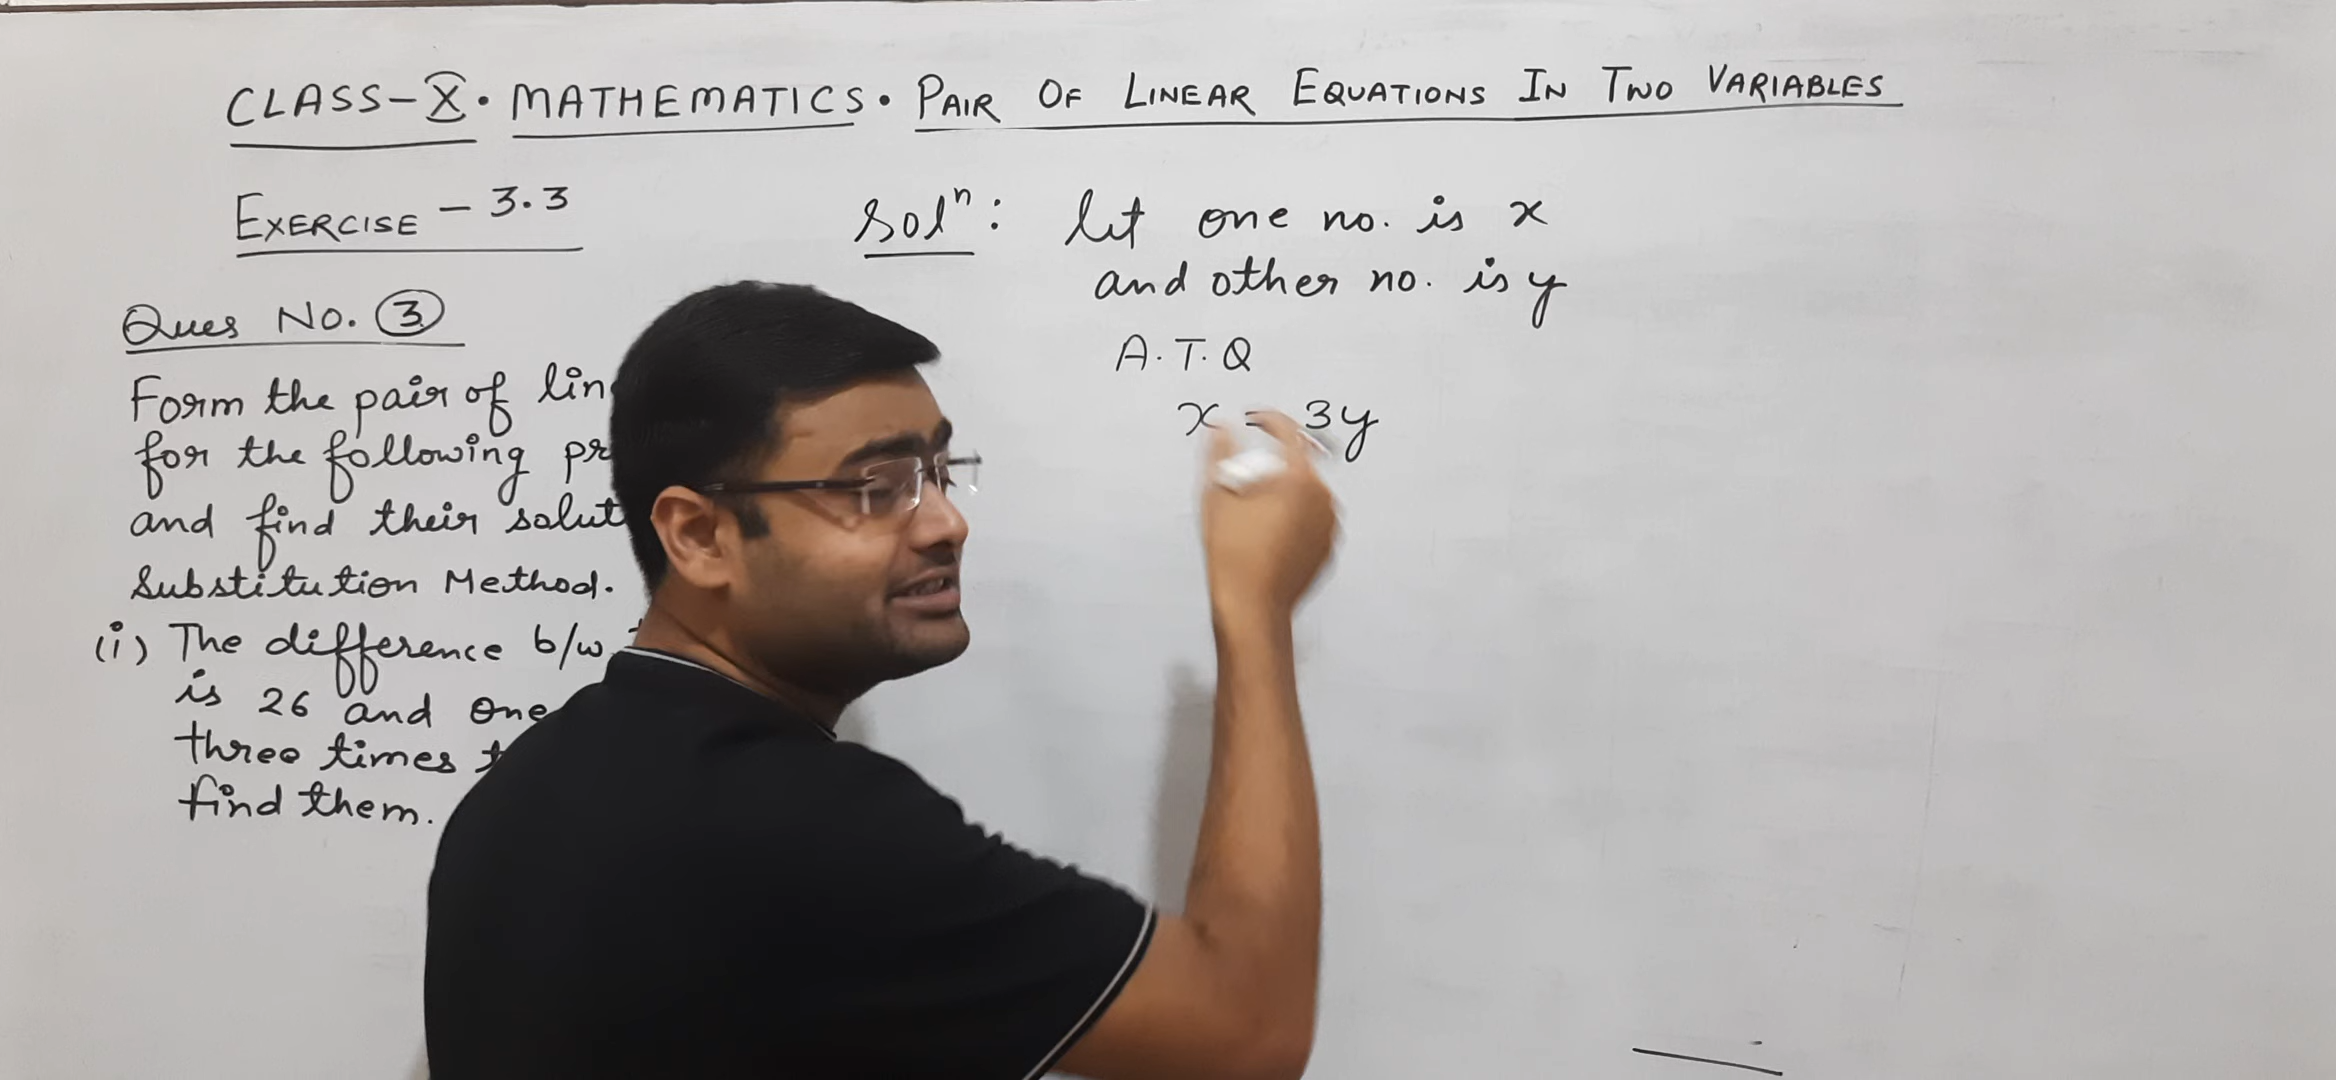 CLASS-X. MATHEMATICS. PAIR OF LINEAR EQUATIONS IN TWO VARIABLES
EXERCISE - 3.3
Ques No. 3
Form the pair of lin
for the following pr
and find their solut
Substitution Method.
(i) The difference b/w
is 26 and one
three times t
find them.
Solⁿ: let one no. is x
and other no. is y
A.T.Q
x = 3y